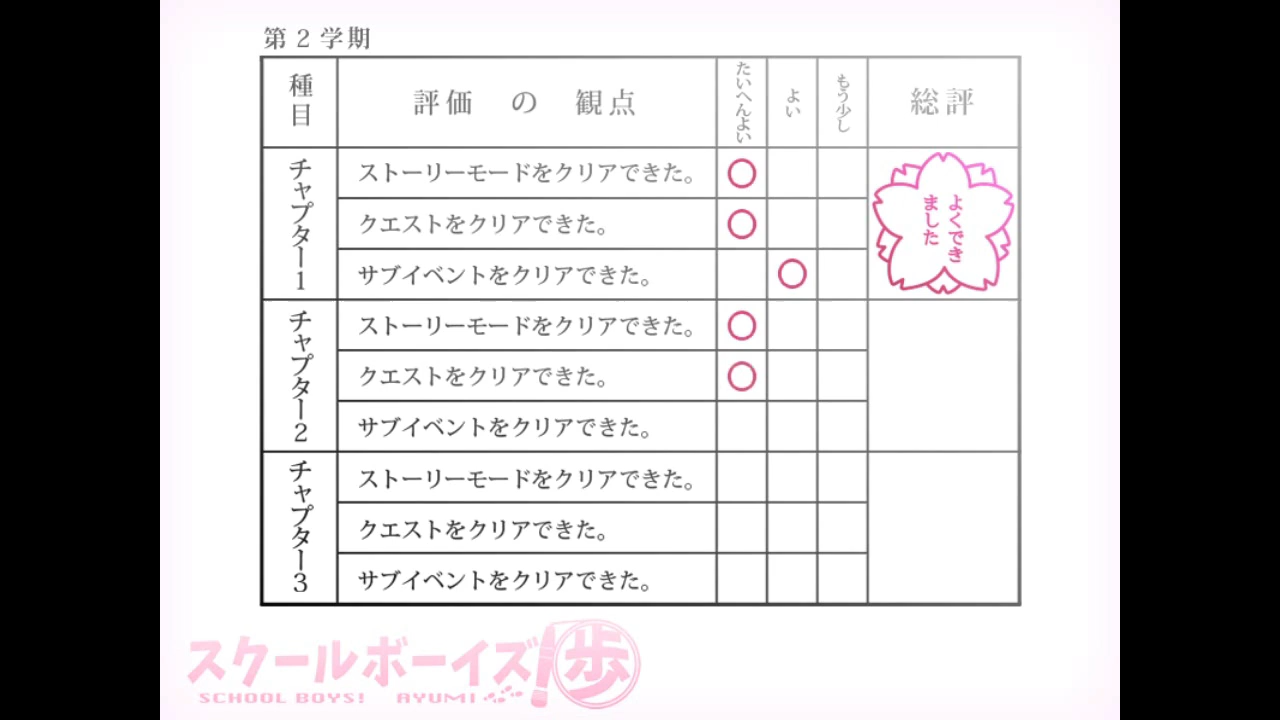 第2学期
種目
評価 の 観点
たいへんよい
よい
もう少し
総評
チャプター1
ストーリーモードをクリアできた。
○
クエストをクリアできた。
○
サブイベントをクリアできた。
○
よくでき
ました
チャプター2
ストーリーモードをクリアできた。
○
クエストをクリアできた。
○
サブイベントをクリアできた。
チャプター3
ストーリーモードをクリアできた。
クエストをクリアできた。
サブイベントをクリアできた。
スクールボーイズ!歩
SCHOOL BOYS! AYUMI